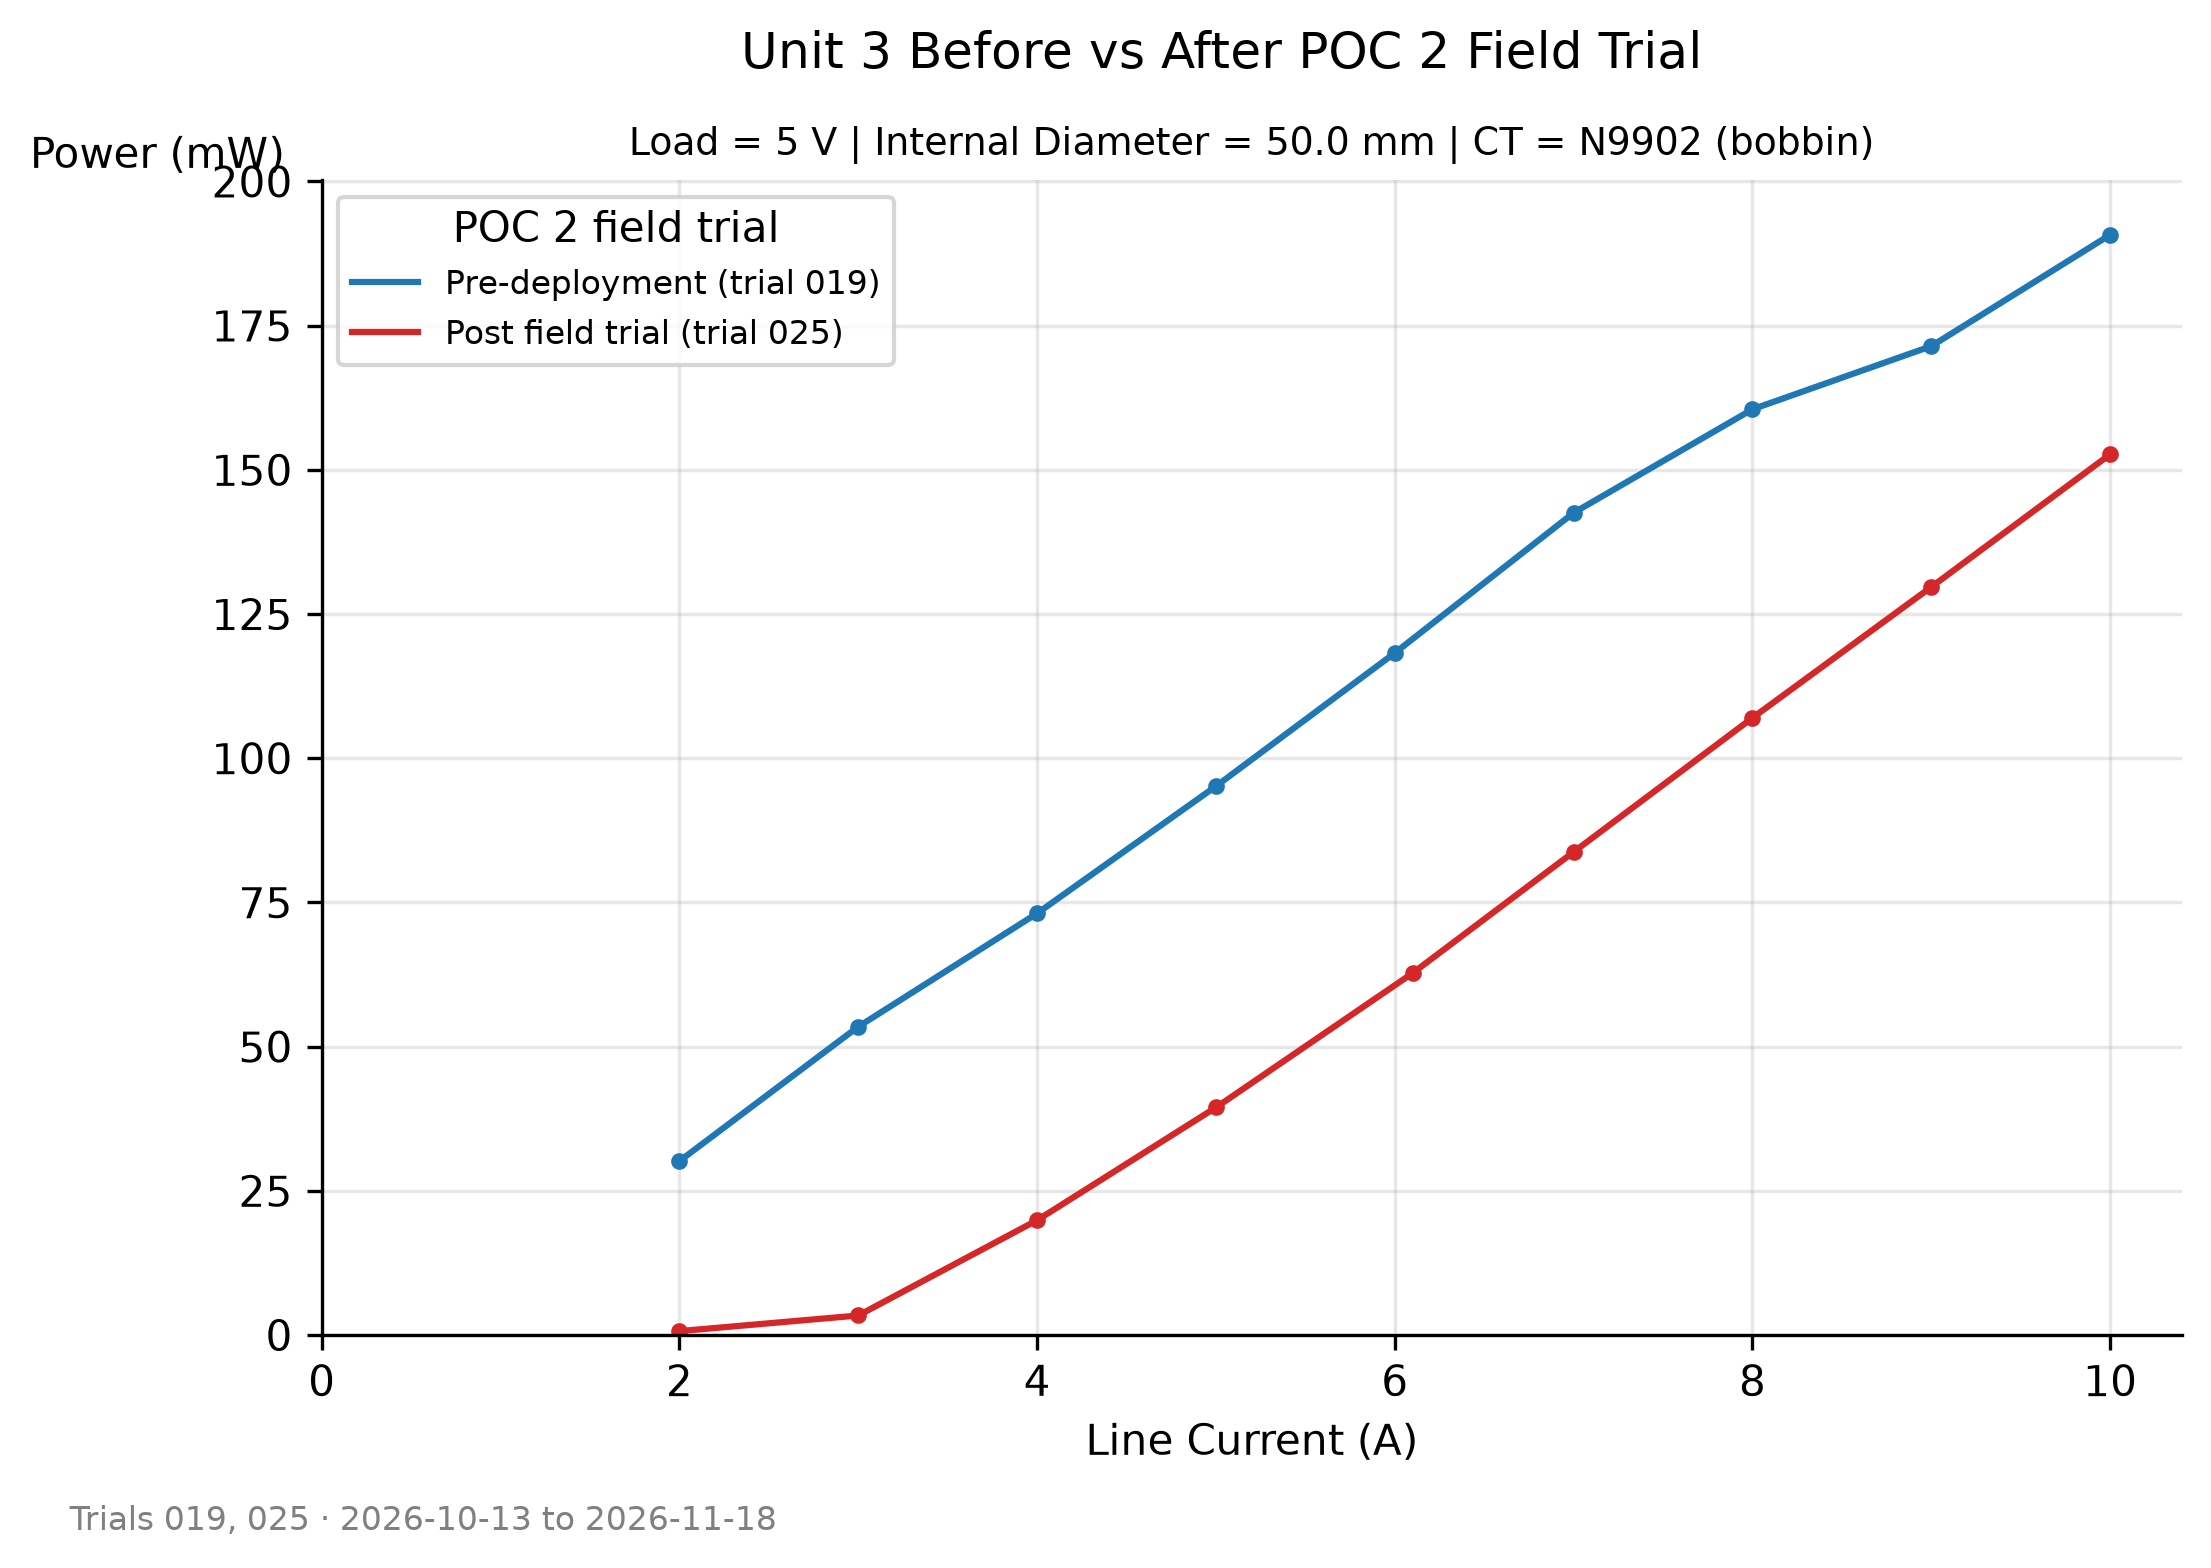 Unit 3 Before vs After POC 2 Field Trial
Load = 5 V | Internal Diameter = 50.0 mm | CT = N9902 (bobbin)
Power (mW)
POC 2 field trial
Pre-deployment (trial 019)
Post field trial (trial 025)
200
175
150
125
100
75
50
25
0
0 2 4 6 8 10
Line Current (A)
Trials 019, 025 · 2026-10-13 to 2026-11-18